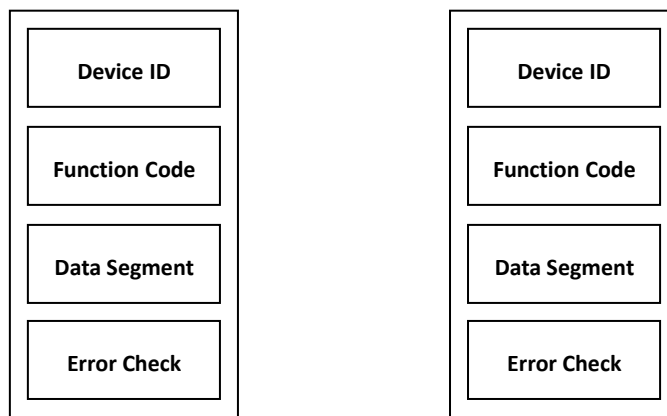 Device ID
Function Code
Data Segment
Error Check
Device ID
Function Code
Data Segment
Error Check